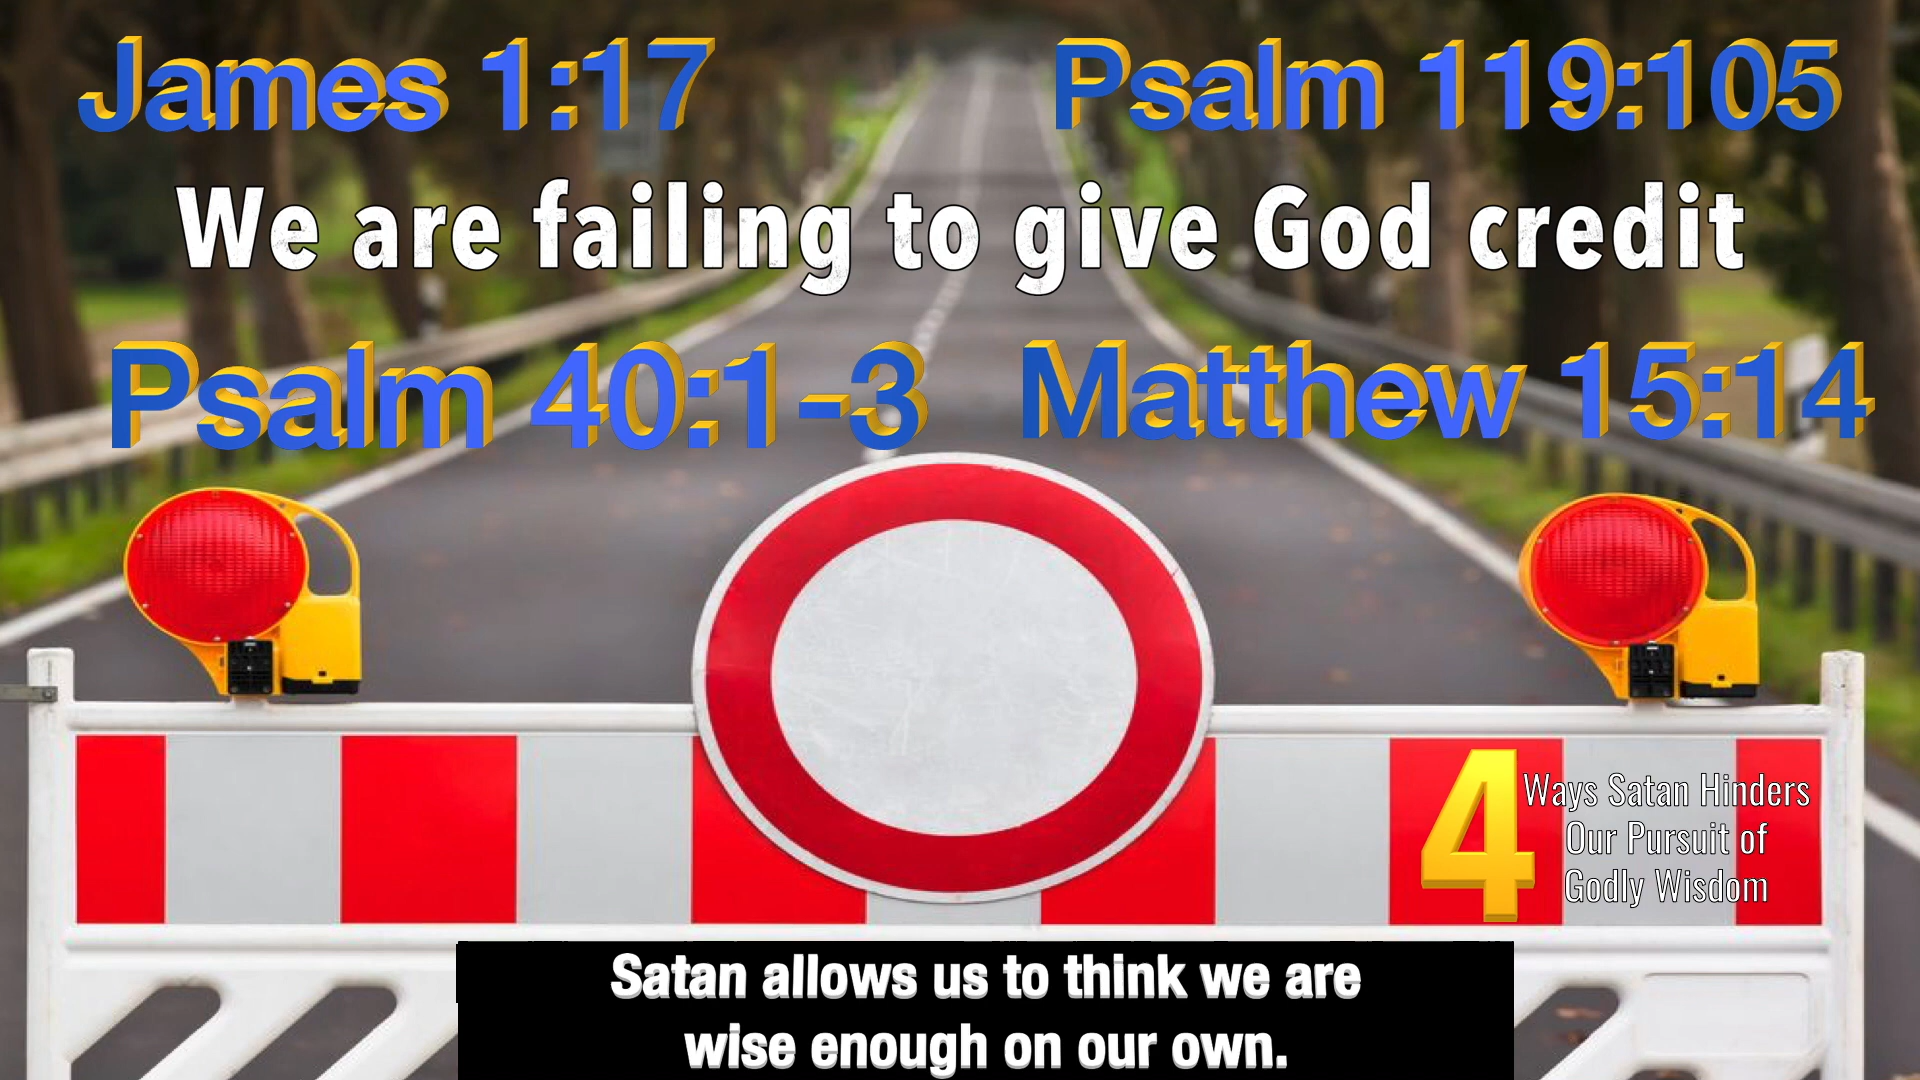 James 1:17
Psalm 119:105
We are failing to give God credit
Psalm 40:1-3
Matthew 15:14
4
Ways Satan Hinders
Our Pursuit of
Godly Wisdom
Satan allows us to think we are
wise enough on our own.